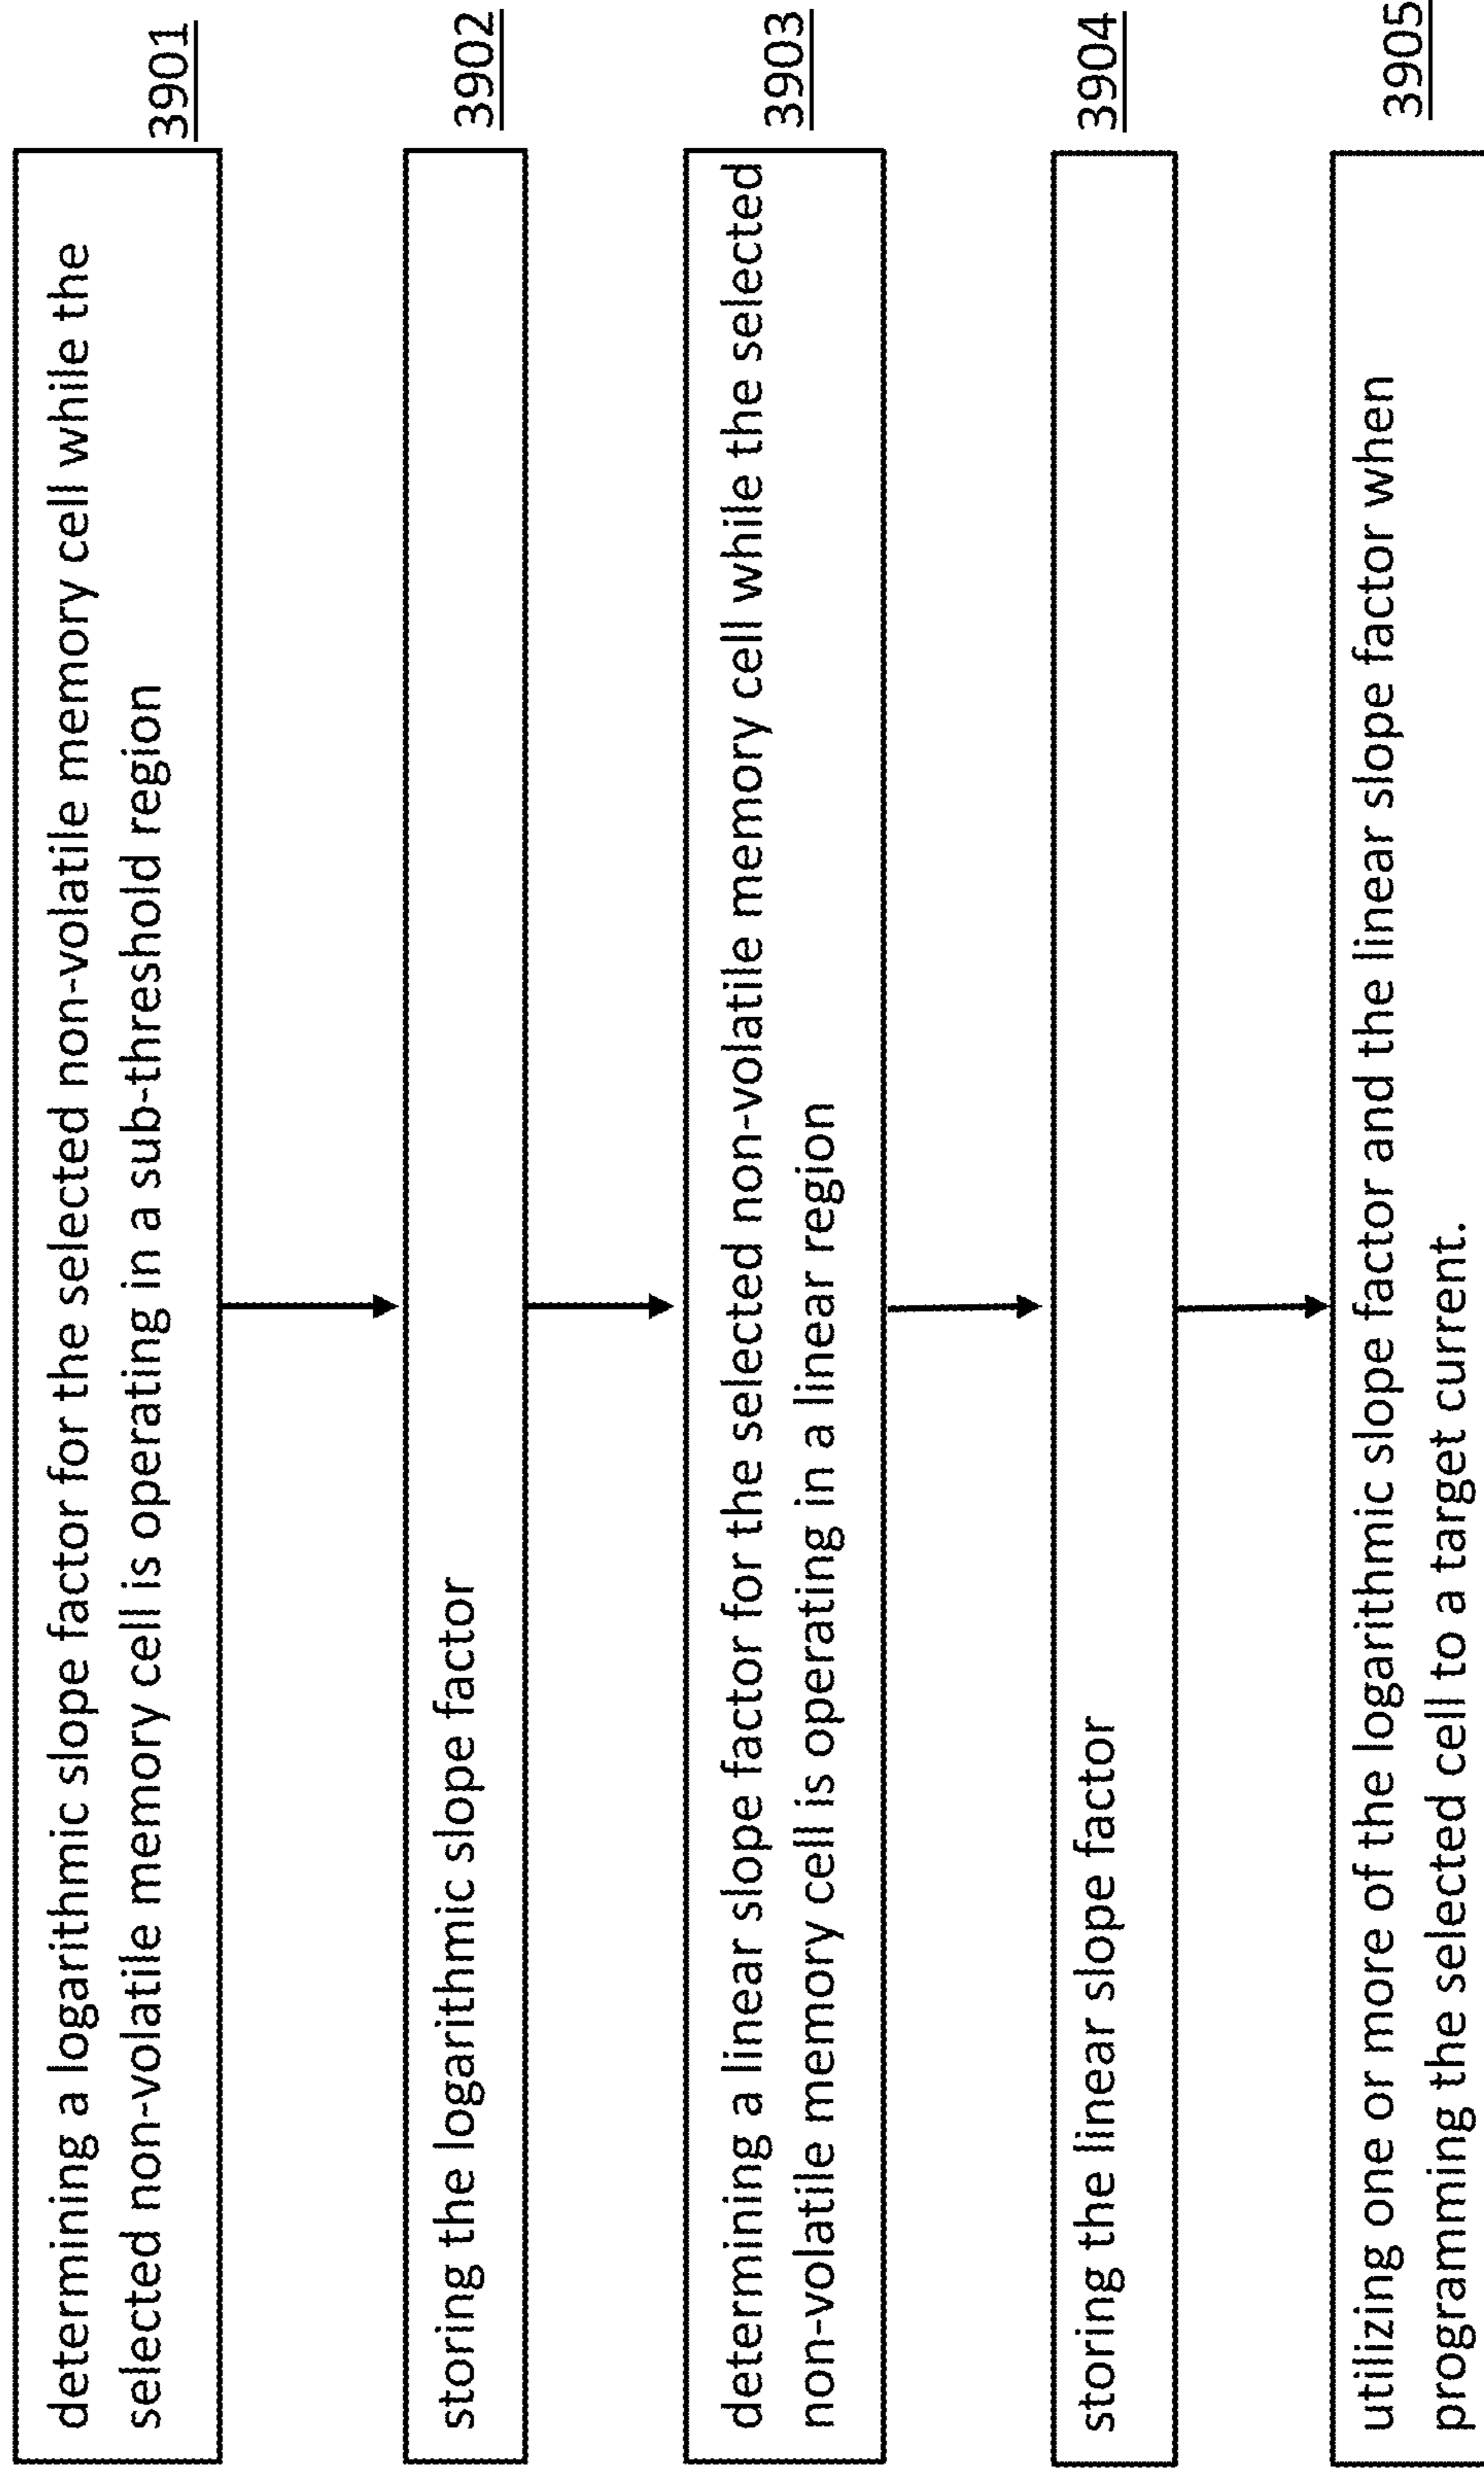 determining a logarithmic slope factor for the selected non-volatile memory cell while the
selected non-volatile memory cell is operating in a sub-threshold region
3901
storing the logarithmic slope factor
3902
determining a linear slope factor for the selected non-volatile memory cell while the selected
non-volatile memory cell is operating in a linear region
3903
storing the linear slope factor
3904
utilizing one or more of the logarithmic slope factor and the linear slope factor when
programming the selected cell to a target current.
3905